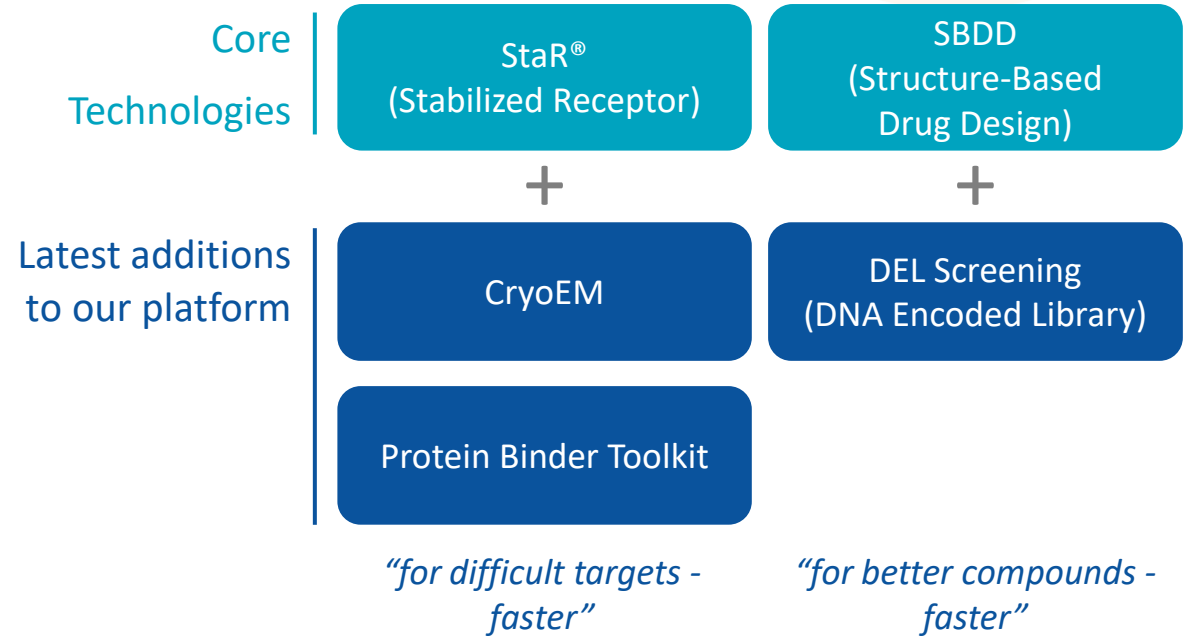 Core
Technologies
StaR®
(Stabilized Receptor)
SBDD
(Structure-Based
Drug Design)
+
+
Latest additions
to our platform
CryoEM
DEL Screening
(DNA Encoded Library)
Protein Binder Toolkit
“for difficult targets -
faster”
“for better compounds -
faster”